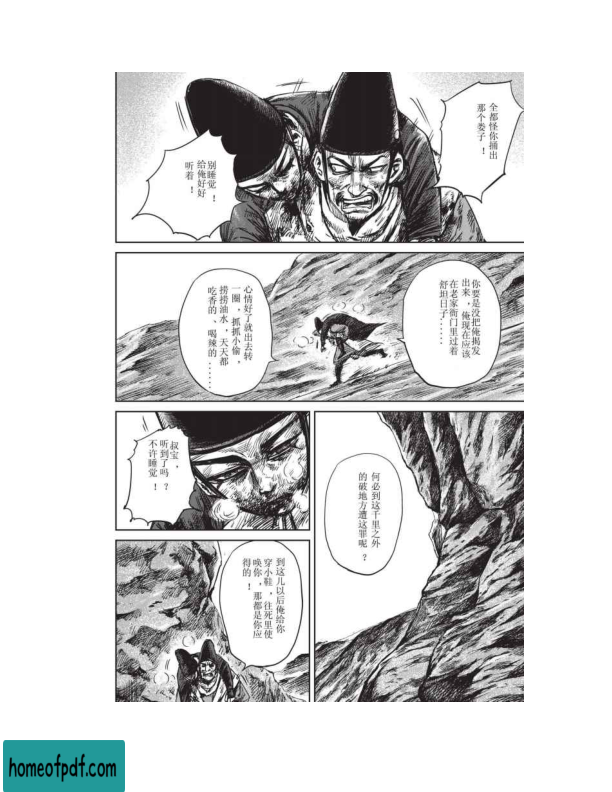 全都怪你捅出
那个娄子！
别睡觉！
给俺好好
听着！
你要是没把俺揭发
出来，俺现在应该
在老家衙门里过着
舒坦日子......
心情好了就出去转
一圈，抓抓小偷，
捞捞油水，天天都
吃香的、喝辣的......
何必到这千里之外
的破地方遭这罪呢？
叔宝，
听到了吗？
不许睡觉！
到这儿以后俺给你
穿小鞋，往死里使
唤你，那都是你应
得的！
homeofpdf.com